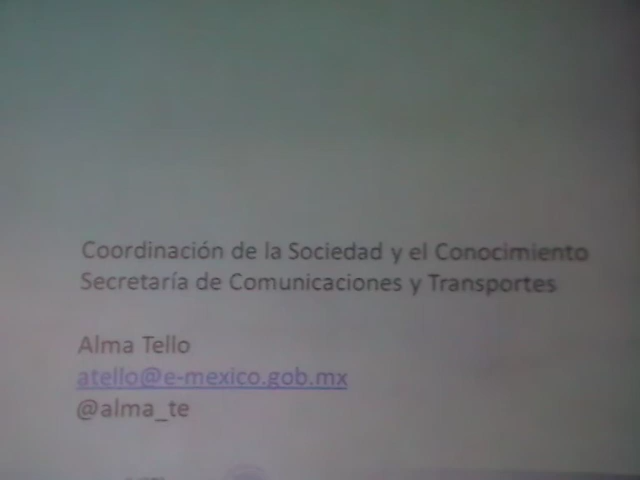 Coordinación de la Sociedad y el Conocimiento
Secretaría de Comunicaciones y Transportes
Alma Tello
atello@e-mexico.gob.mx
@alma_te